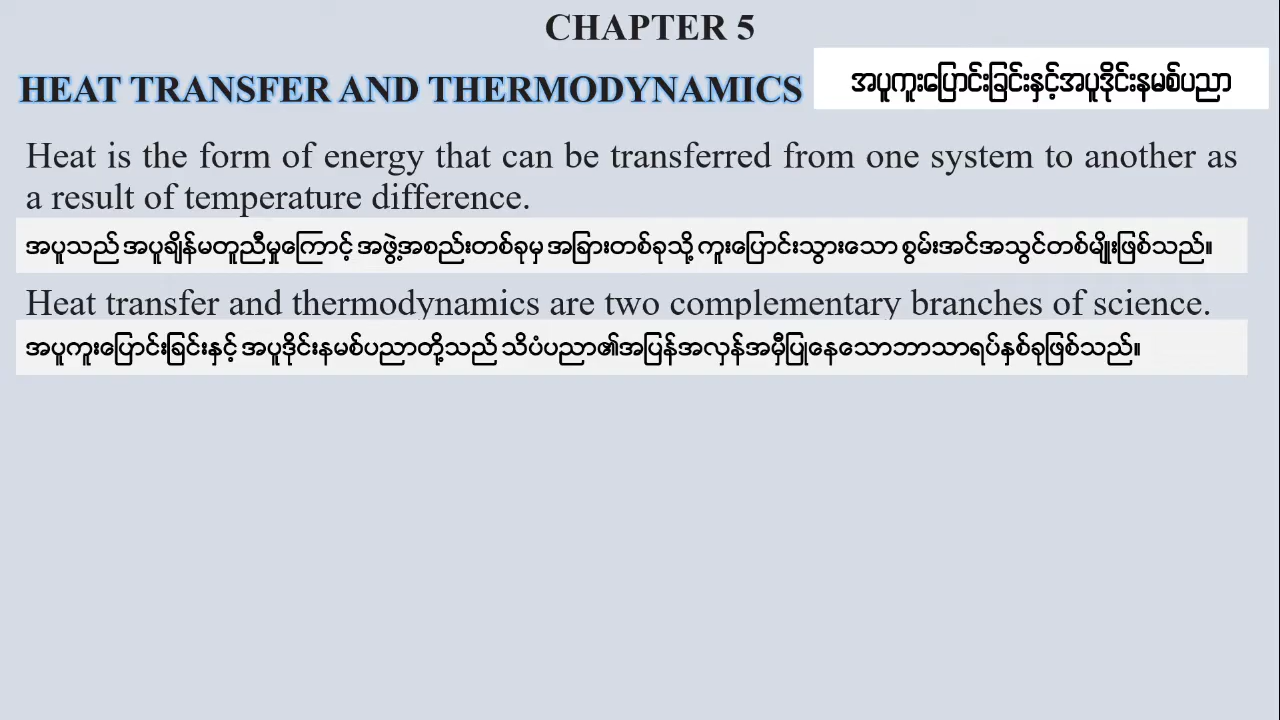 CHAPTER 5
HEAT TRANSFER AND THERMODYNAMICS
အပူကူးပြောင်းခြင်းနှင့်အပူဒိုင်းနမစ်ပညာ
Heat is the form of energy that can be transferred from one system to another as
a result of temperature difference.
အပူသည် အပူချိန်မတူညီမှုကြောင့် အဖွဲ့အစည်းတစ်ခုမှ အခြားတစ်ခုသို့ ကူးပြောင်းသွားသော စွမ်းအင်အသွင်တစ်မျိုးဖြစ်သည်။
Heat transfer and thermodynamics are two complementary branches of science.
အပူကူးပြောင်းခြင်းနှင့် အပူဒိုင်းနမစ်ပညာတို့သည် သိပံပညာ၏အပြန်အလှန်အမှီပြုနေသောဘာသာရပ်နှစ်ခုဖြစ်သည်။